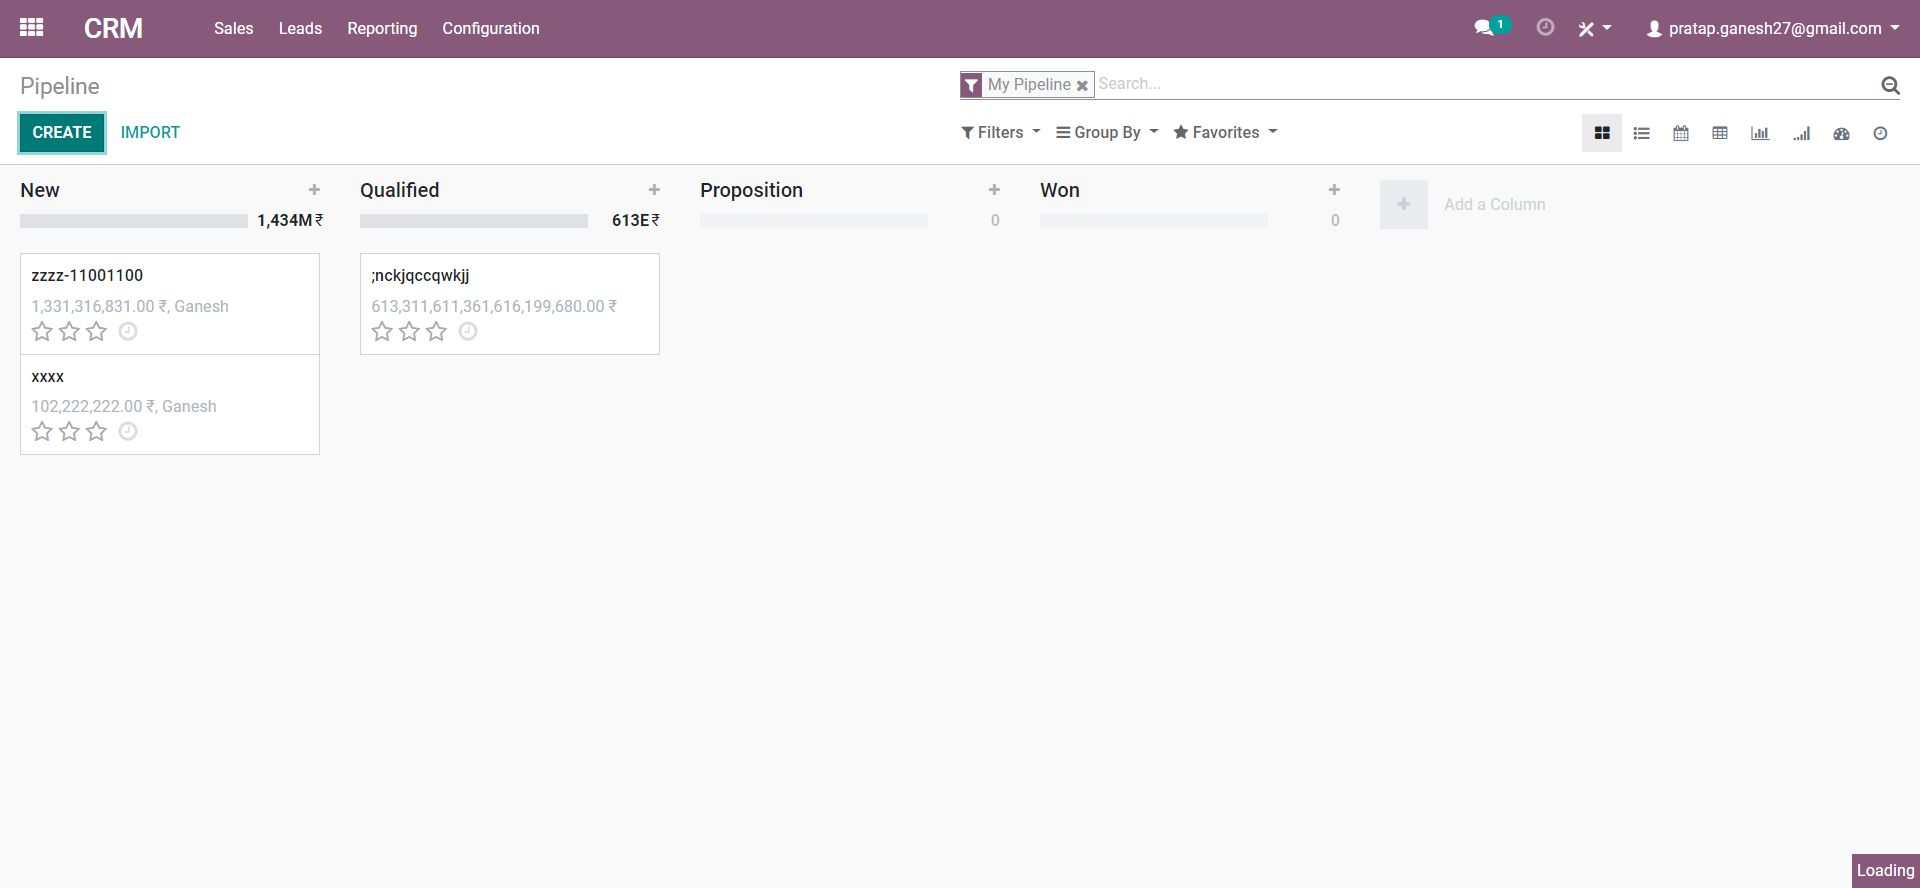 CRM Sales Leads Reporting Configuration 1 pratap.ganesh27@gmail.com
Pipeline
My Pipeline Search...
CREATE IMPORT
Filters Group By Favorites
New
1,434M ₹
zzzz-11001100
1,331,316,831.00 ₹, Ganesh
xxxx
102,222,222.00 ₹, Ganesh
Qualified
613E ₹
;nckjqccqwkjj
613,311,611,361,616,199,680.00 ₹
Proposition
0
Won
0
Add a Column
Loading